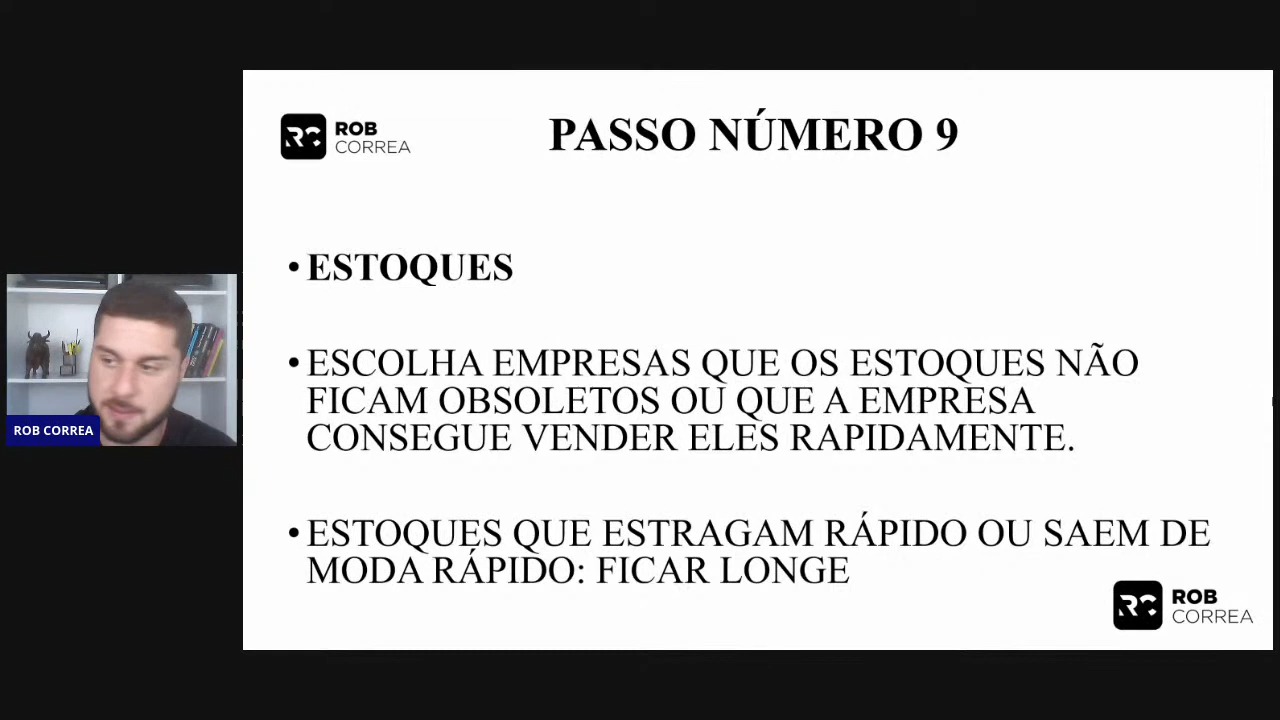 ROB
CORREA
PASSO NÚMERO 9
• ESTOQUES
• ESCOLHA EMPRESAS QUE OS ESTOQUES NÃO
FICAM OBSOLETOS OU QUE A EMPRESA
CONSEGUE VENDER ELES RAPIDAMENTE.
• ESTOQUES QUE ESTRAGAM RÁPIDO OU SAEM DE
MODA RÁPIDO: FICAR LONGE
ROB CORREA
ROB
CORREA